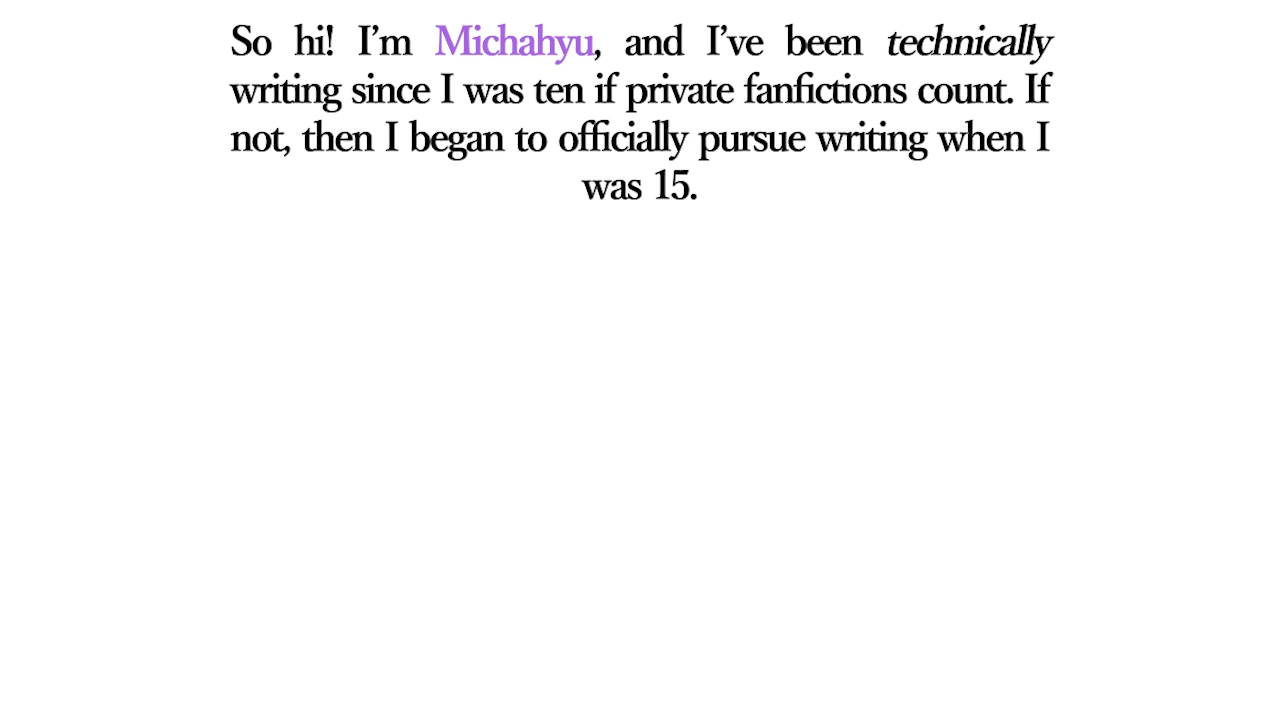 So hi! I’m Michahyu, and I’ve been technically
writing since I was ten if private fanfictions count. If
not, then I began to officially pursue writing when I
was 15.